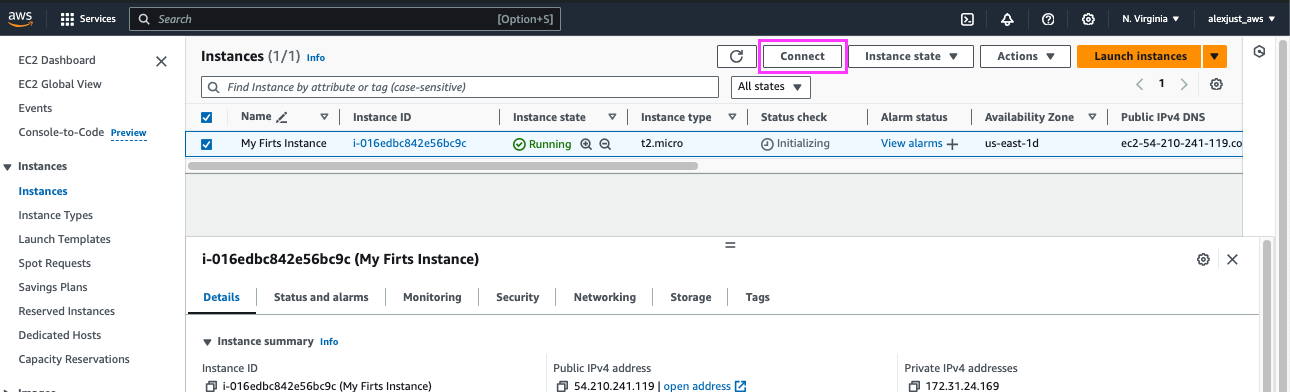 aws Services Search [Option+S] N. Virginia alexjust_aws
EC2 Dashboard
EC2 Global View
Events
Console-to-Code Preview
Instances
Instances
Instance Types
Launch Templates
Spot Requests
Savings Plans
Reserved Instances
Dedicated Hosts
Capacity Reservations
Instances (1/1) Info Connect Instance state Actions Launch instances
Find Instance by attribute or tag (case-sensitive) All states 1
Name Instance ID Instance state Instance type Status check Alarm status Availability Zone Public IPv4 DNS
My Firts Instance i-016edbc842e56bc9c Running t2.micro Initializing View alarms us-east-1d ec2-54-210-241-119.co
i-016edbc842e56bc9c (My Firts Instance)
Details Status and alarms Monitoring Security Networking Storage Tags
Instance summary Info
Instance ID Public IPv4 address Private IPv4 addresses
i-016edbc842e56bc9c (My Firts Instance) 54.210.241.119 | open address 172.31.24.169